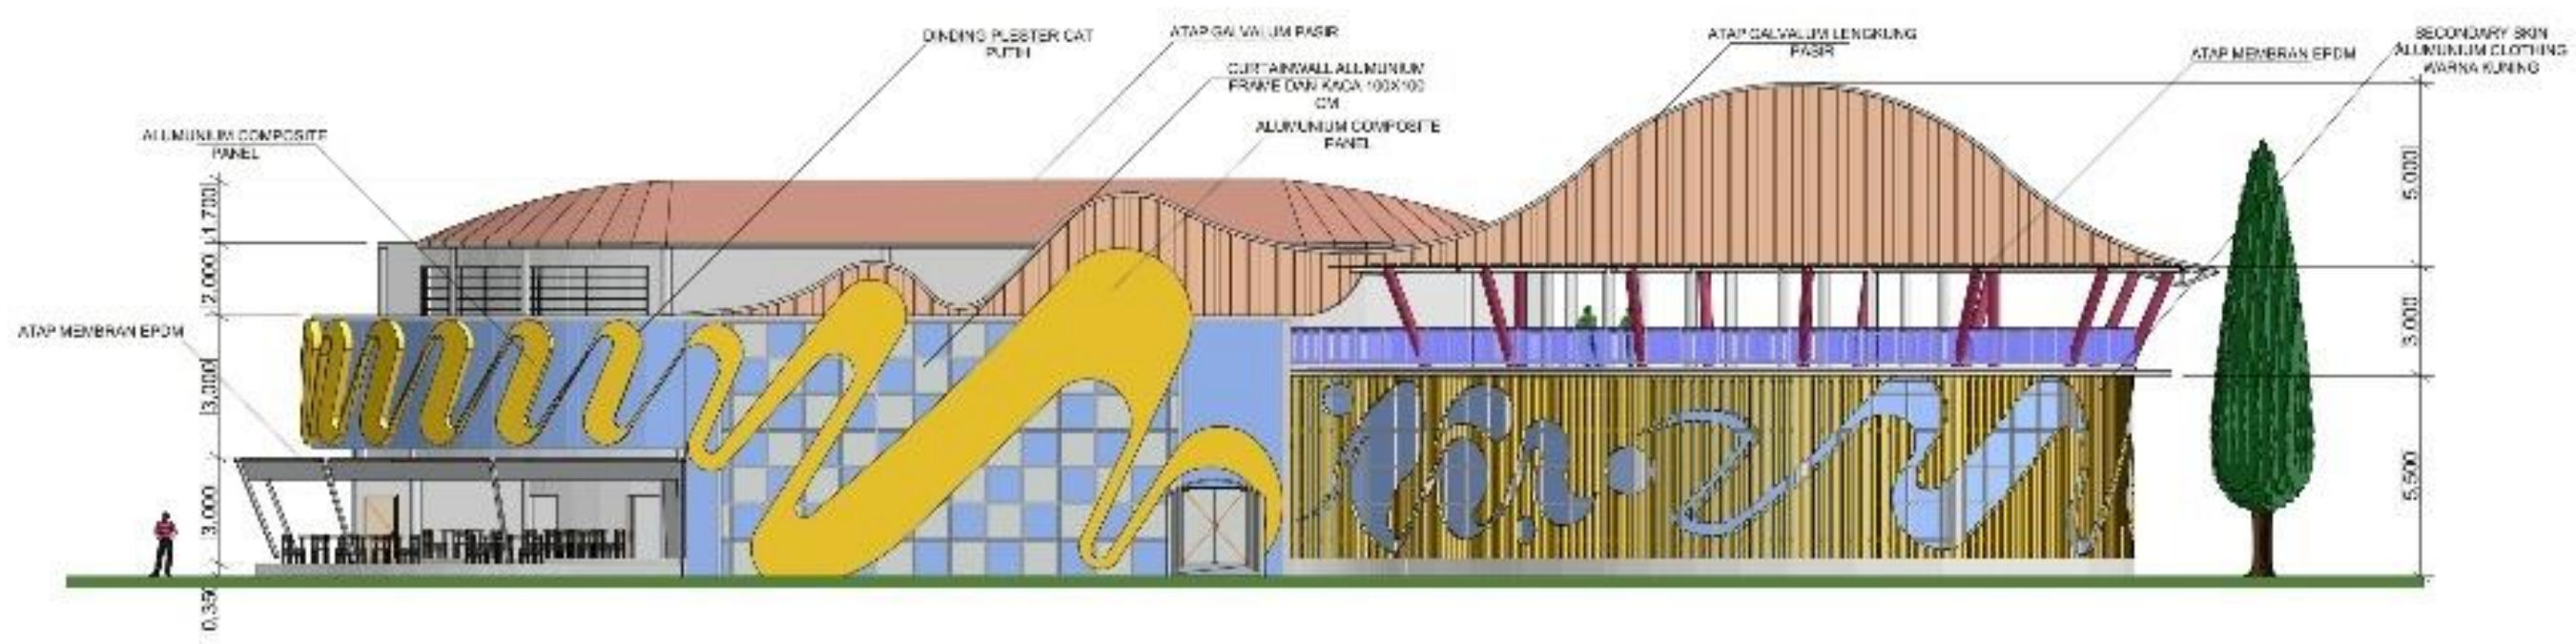 DINDING PLESTER CAT
PUTIH
ATAP GALVALUM PASIR
CURTAINWALL ALUMUNIUM
FRAME DAN KACA 100X100
CM
ALUMUNIUM COMPOSITE
PANEL
ATAP GALVALUM LENGKUNG
PASIR
ATAP MEMBRAN EPDM
SECONDARY SKIN
ALUMUNIUM CLOTHING
WARNA KUNING
ALUMUNIUM COMPOSITE
PANEL
ATAP MEMBRAN EPDM
1.700
2.000
3.000
3.000
0.350
5.000
3.000
5.500